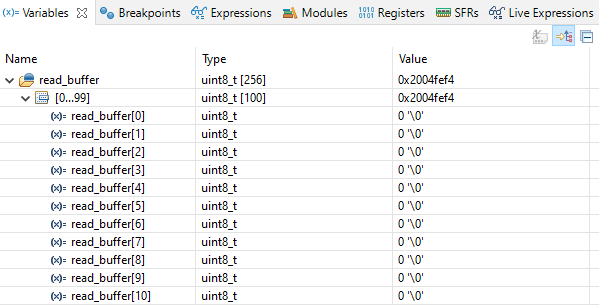 (x)= Variables Breakpoints Expressions Modules 1010 0101 Registers SFRs Live Expressions
Name Type Value
read_buffer uint8_t [256] 0x2004fef4
[0...99] uint8_t [100] 0x2004fef4
(x)= read_buffer[0] uint8_t 0 '\0'
(x)= read_buffer[1] uint8_t 0 '\0'
(x)= read_buffer[2] uint8_t 0 '\0'
(x)= read_buffer[3] uint8_t 0 '\0'
(x)= read_buffer[4] uint8_t 0 '\0'
(x)= read_buffer[5] uint8_t 0 '\0'
(x)= read_buffer[6] uint8_t 0 '\0'
(x)= read_buffer[7] uint8_t 0 '\0'
(x)= read_buffer[8] uint8_t 0 '\0'
(x)= read_buffer[9] uint8_t 0 '\0'
(x)= read_buffer[10] uint8_t 0 '\0'